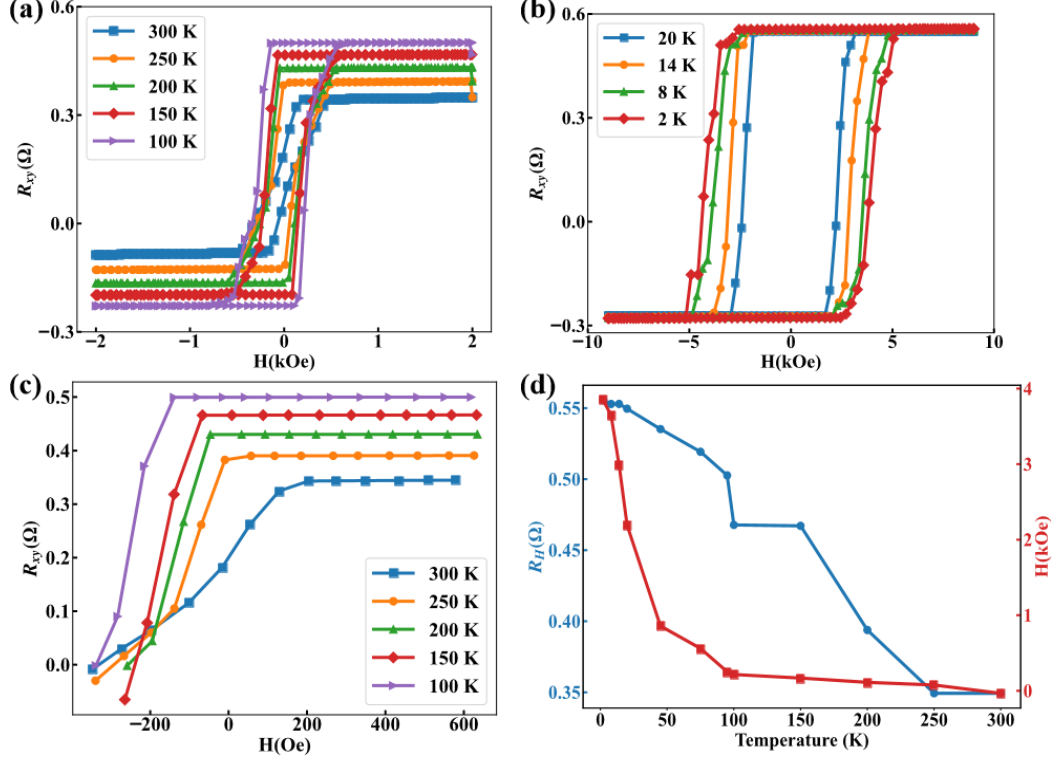 (a)
0.6
0.3
0.0
−0.3
R_xy(Ω)
300 K
250 K
200 K
150 K
100 K
−2
−1
0
1
2
H(kOe)
(b)
0.6
0.3
0.0
−0.3
R_xy(Ω)
20 K
14 K
8 K
2 K
−10
−5
0
5
10
H(kOe)
(c)
0.5
0.4
0.3
0.2
0.1
0.0
R_xy(Ω)
300 K
250 K
200 K
150 K
100 K
−200
0
200
400
600
H(Oe)
(d)
0.55
0.50
0.45
0.40
0.35
R_H(Ω)
4
3
2
1
0
H(kOe)
0
50
100
150
200
250
300
Temperature (K)